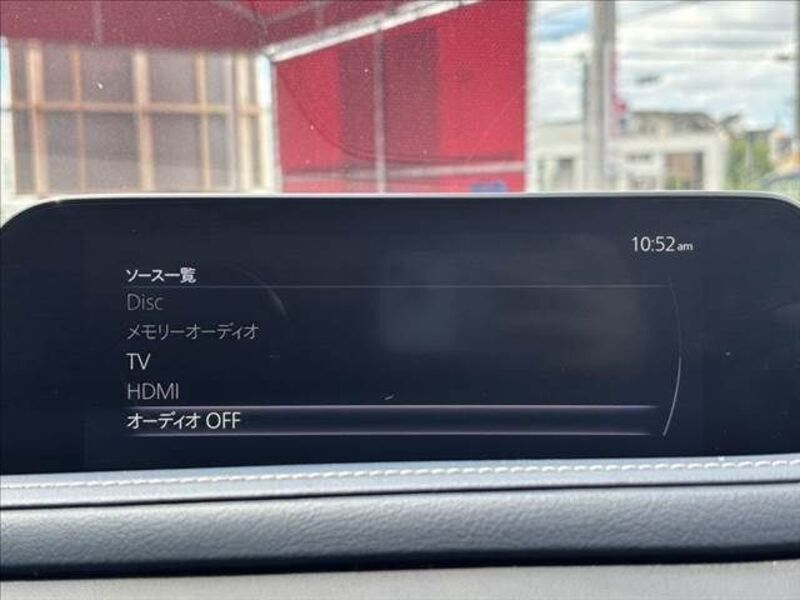 10:52am
ソース一覧
Disc
メモリーオーディオ
TV
HDMI
オーディオ OFF